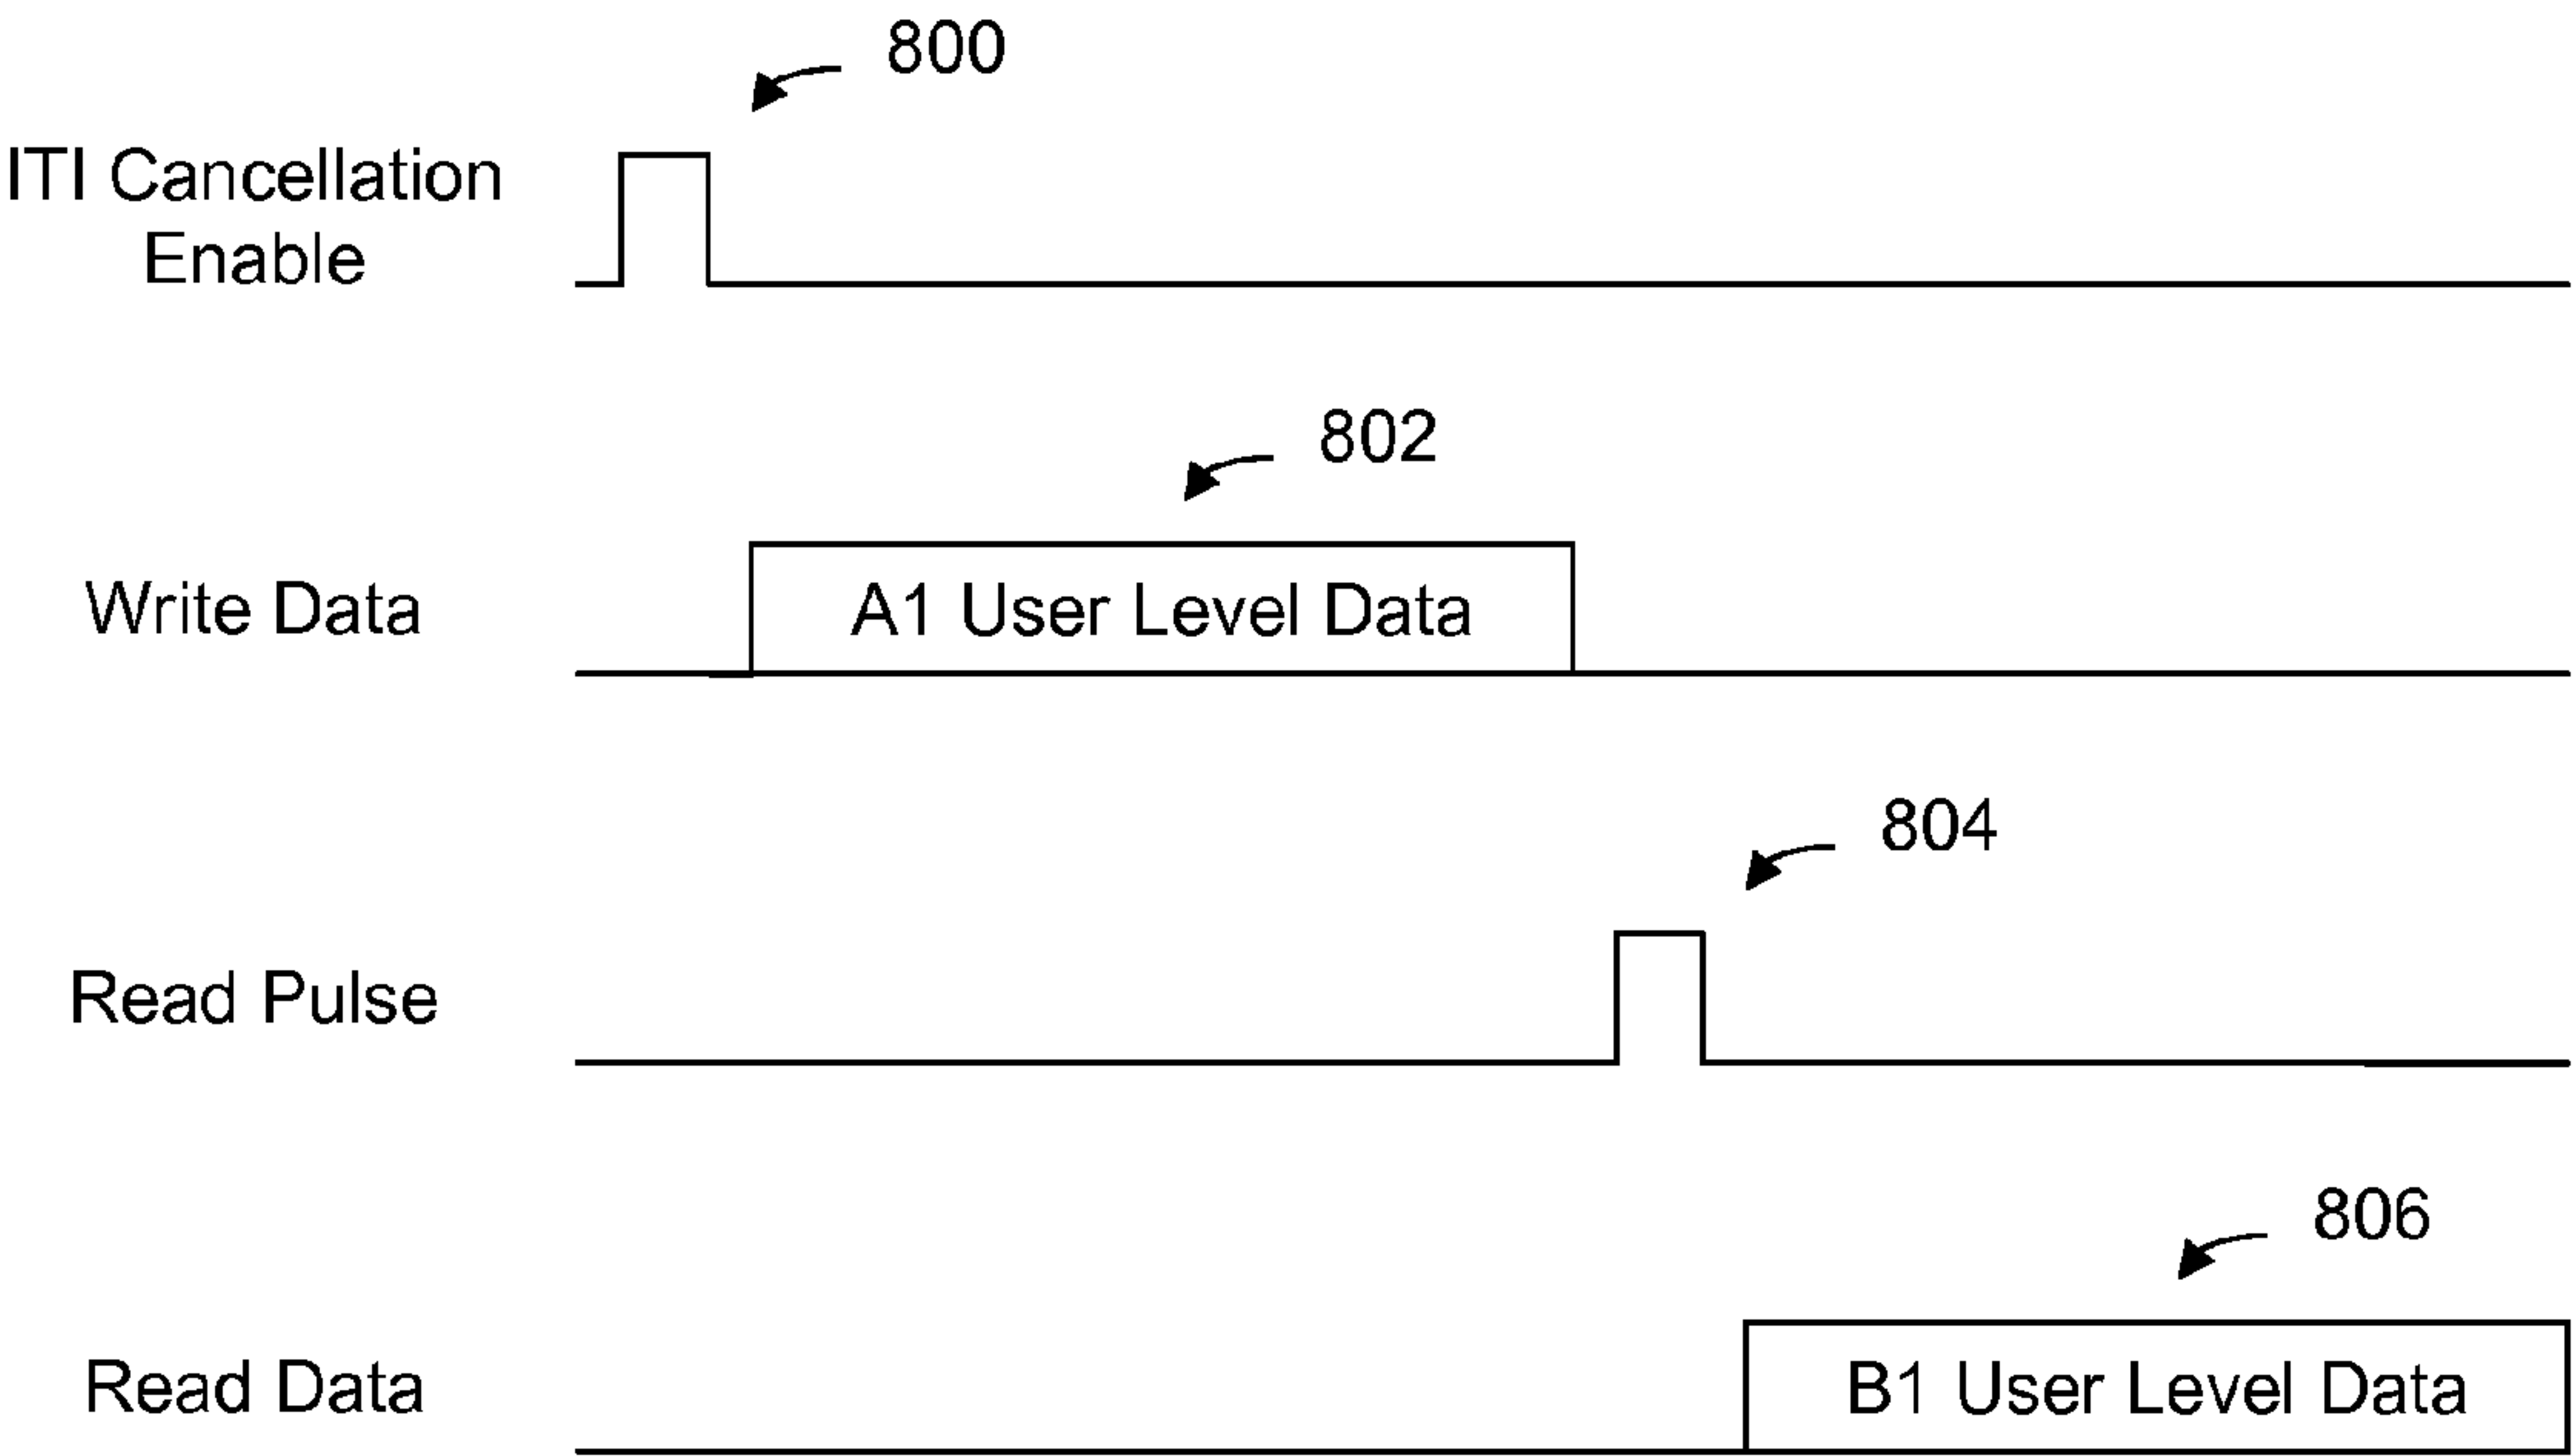 800
ITI Cancellation
Enable
802
Write Data
A1 User Level Data
804
Read Pulse
806
Read Data
B1 User Level Data